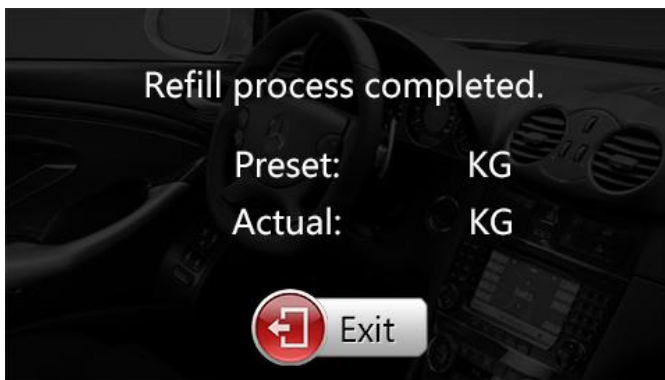 Refill process completed.
Preset: KG
Actual: KG
Exit